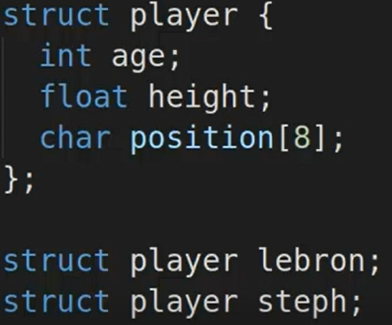 struct player {
  int age;
  float height;
  char position[8];
};

struct player lebron;
struct player steph;